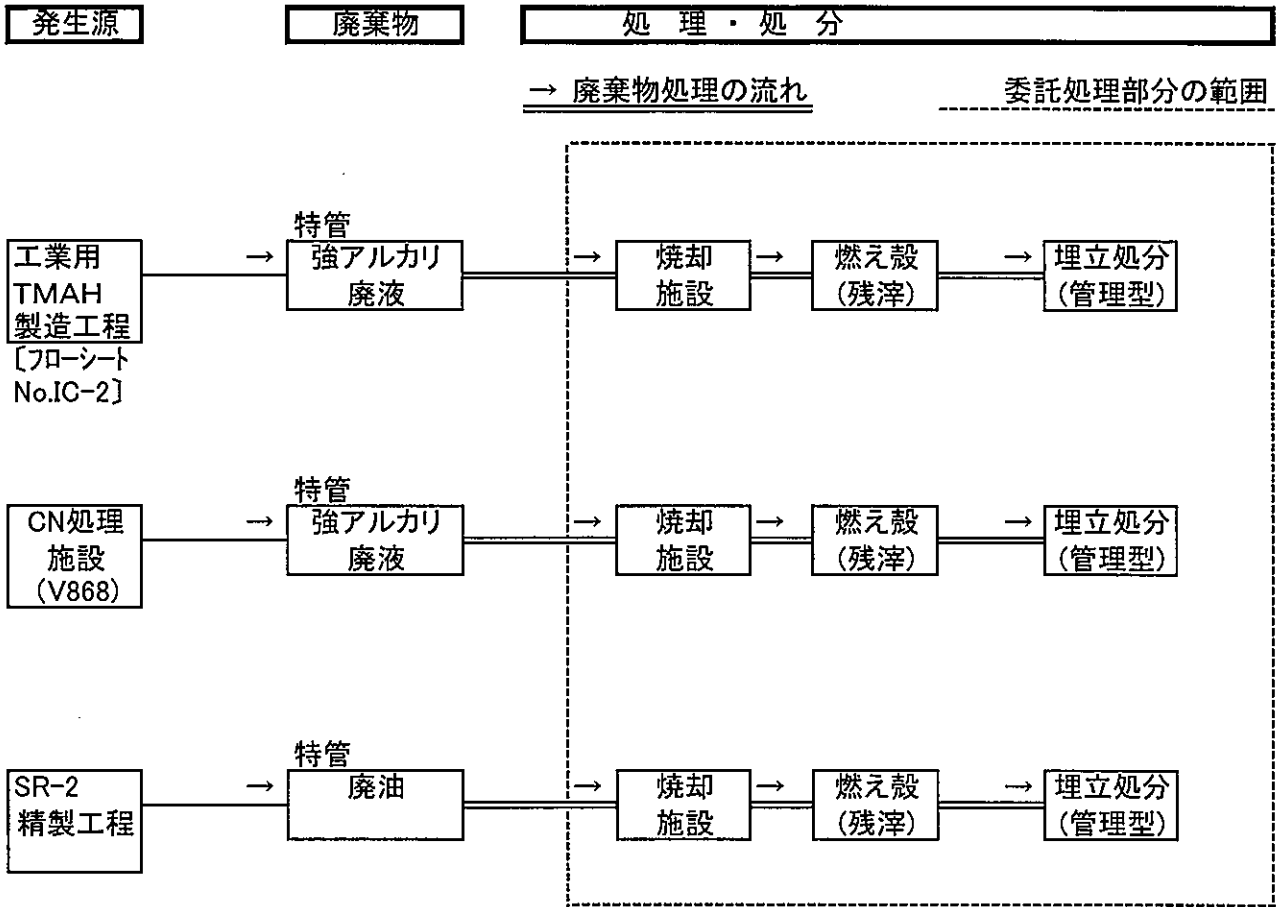 発生源
廃棄物
処 理 ・ 処 分
→ 廃棄物処理の流れ
委託処理部分の範囲
工業用
TMAH
製造工程
〔フローシート
No.IC-2〕
→
特管
強アルカリ
廃液
→
焼却
施設
→
燃え殻
(残滓)
→
埋立処分
(管理型)
CN処理
施設
(V868)
→
特管
強アルカリ
廃液
→
焼却
施設
→
燃え殻
(残滓)
→
埋立処分
(管理型)
SR-2
精製工程
→
特管
廃油
→
焼却
施設
→
燃え殻
(残滓)
→
埋立処分
(管理型)